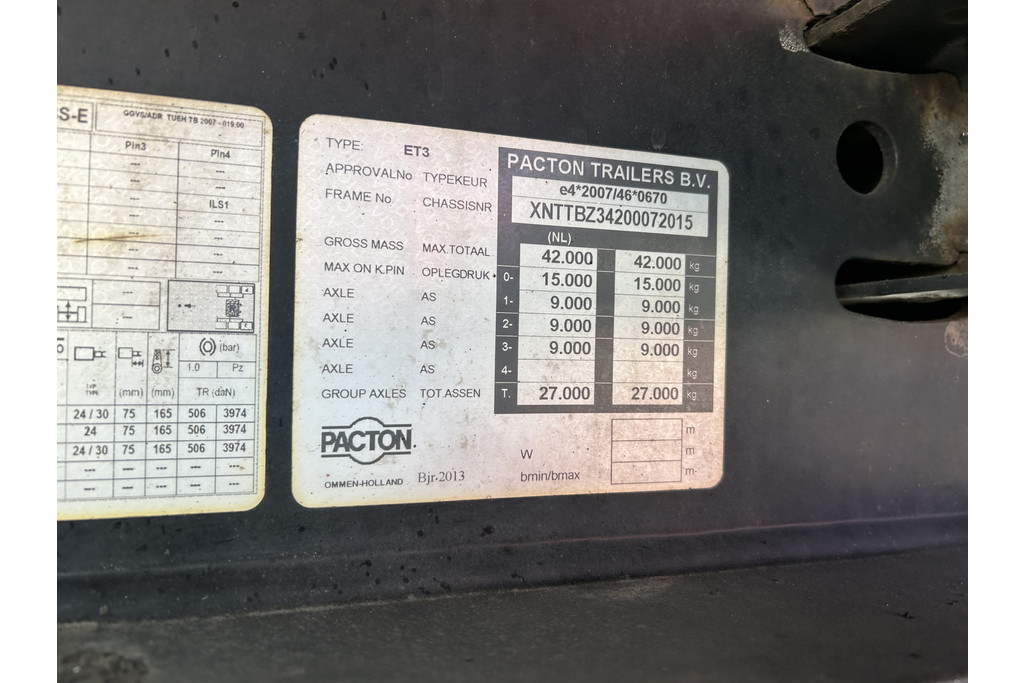 S-E
GGVS/ADR TUEH TB 2007 - 019.00
Pin3 Pin4
--- ---
--- ---
--- ILS1
--- ---
--- ---
--- ---
---
---
(bar)
TYP
TYPE (mm) (mm) 1.0 Pz
TR (daN)
24 / 30 75 165 506 3974
24 75 165 506 3974
24 / 30 75 165 506 3974
--- --- --- --- ---
--- --- --- --- ---
TYPE: ET3
PACTON TRAILERS B.V.
APPROVALNo TYPEKEUR e4*2007/46*0670
FRAME No. CHASSISNR XNTTBZ34200072015
(NL)
GROSS MASS MAX.TOTAAL 42.000 42.000 kg
MAX ON K.PIN OPLEGDRUK 0- 15.000 15.000 kg
AXLE AS 1- 9.000 9.000 kg
AXLE AS 2- 9.000 9.000 kg
AXLE AS 3- 9.000 9.000 kg
AXLE AS 4- kg
GROUP AXLES TOT.ASSEN T. 27.000 27.000 kg
PACTON
OMMEN-HOLLAND Bjr.2013
m
W m
bmin/bmax m